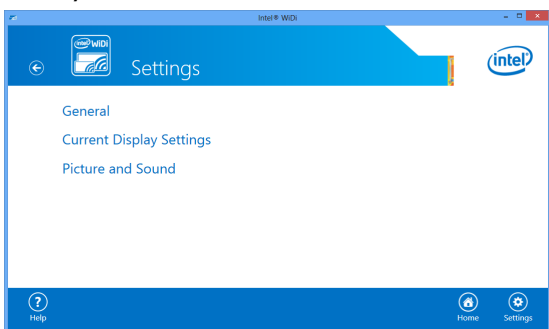 Intel® WiDi
intel WiDi
Settings
intel
General
Current Display Settings
Picture and Sound
?
Help
Home
Settings